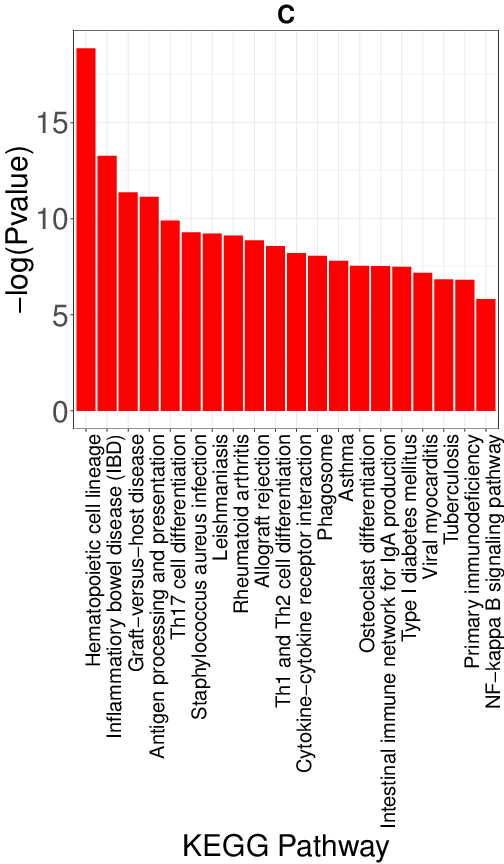 C
−log(Pvalue)
15
10
5
0
Hematopoietic cell lineage
Inflammatiory bowel disease (IBD)
Graft−versus−host disease
Antigen processing and presentation
Th17 cell differentiation
Staphylococcus aureus infection
Leishmaniasis
Rheumatoid arthritis
Allograft rejection
Th1 and Th2 cell differentiation
Cytokine−cytokine receptor interaction
Phagosome
Asthma
Osteoclast differentiation
Intestinal immune network for IgA production
Type I diabetes mellitus
Viral myocarditis
Tuberculosis
Primary immunodeficiency
NF−kappa B signaling pathway
KEGG Pathway